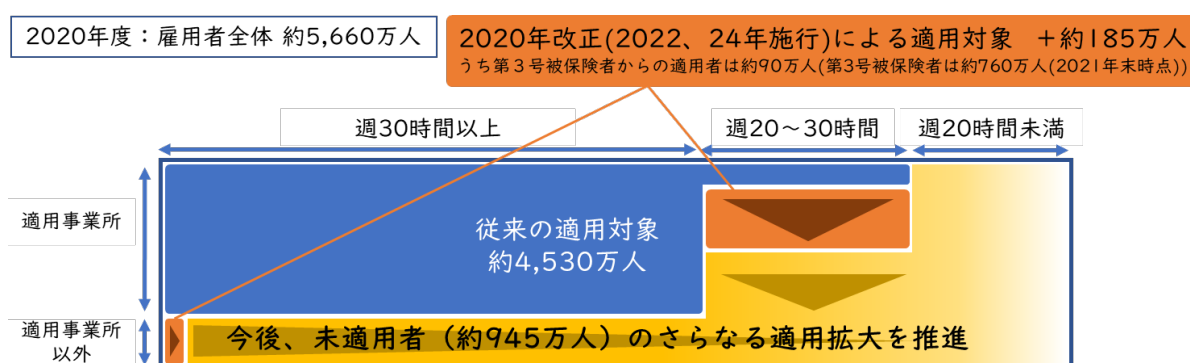 2020年度：雇用者全体 約5,660万人
2020年改正(2022、24年施行)による適用対象　＋約185万人
うち第３号被保険者からの適用者は約90万人(第3号被保険者は約760万人(2021年末時点))
週30時間以上
週20～30時間
週20時間未満
適用事業所
従来の適用対象
約4,530万人
適用事業所
以外
今後、未適用者（約945万人）のさらなる適用拡大を推進